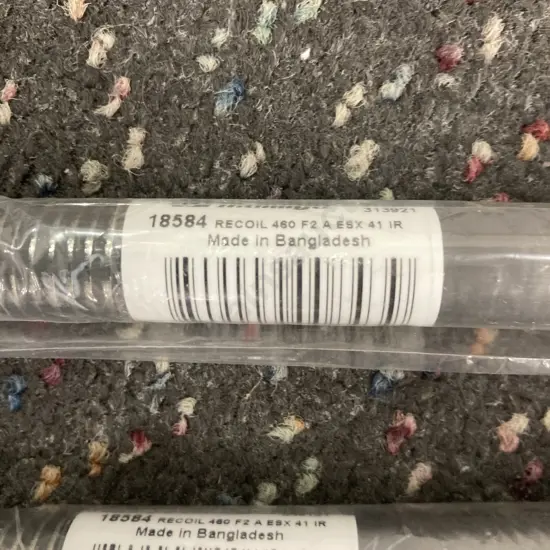 313921
18584 RECOIL 460 F2 A ESX 41 IR
Made in Bangladesh
18584 RECOIL 460 F2 A ESX 41 IR
Made in Bangladesh